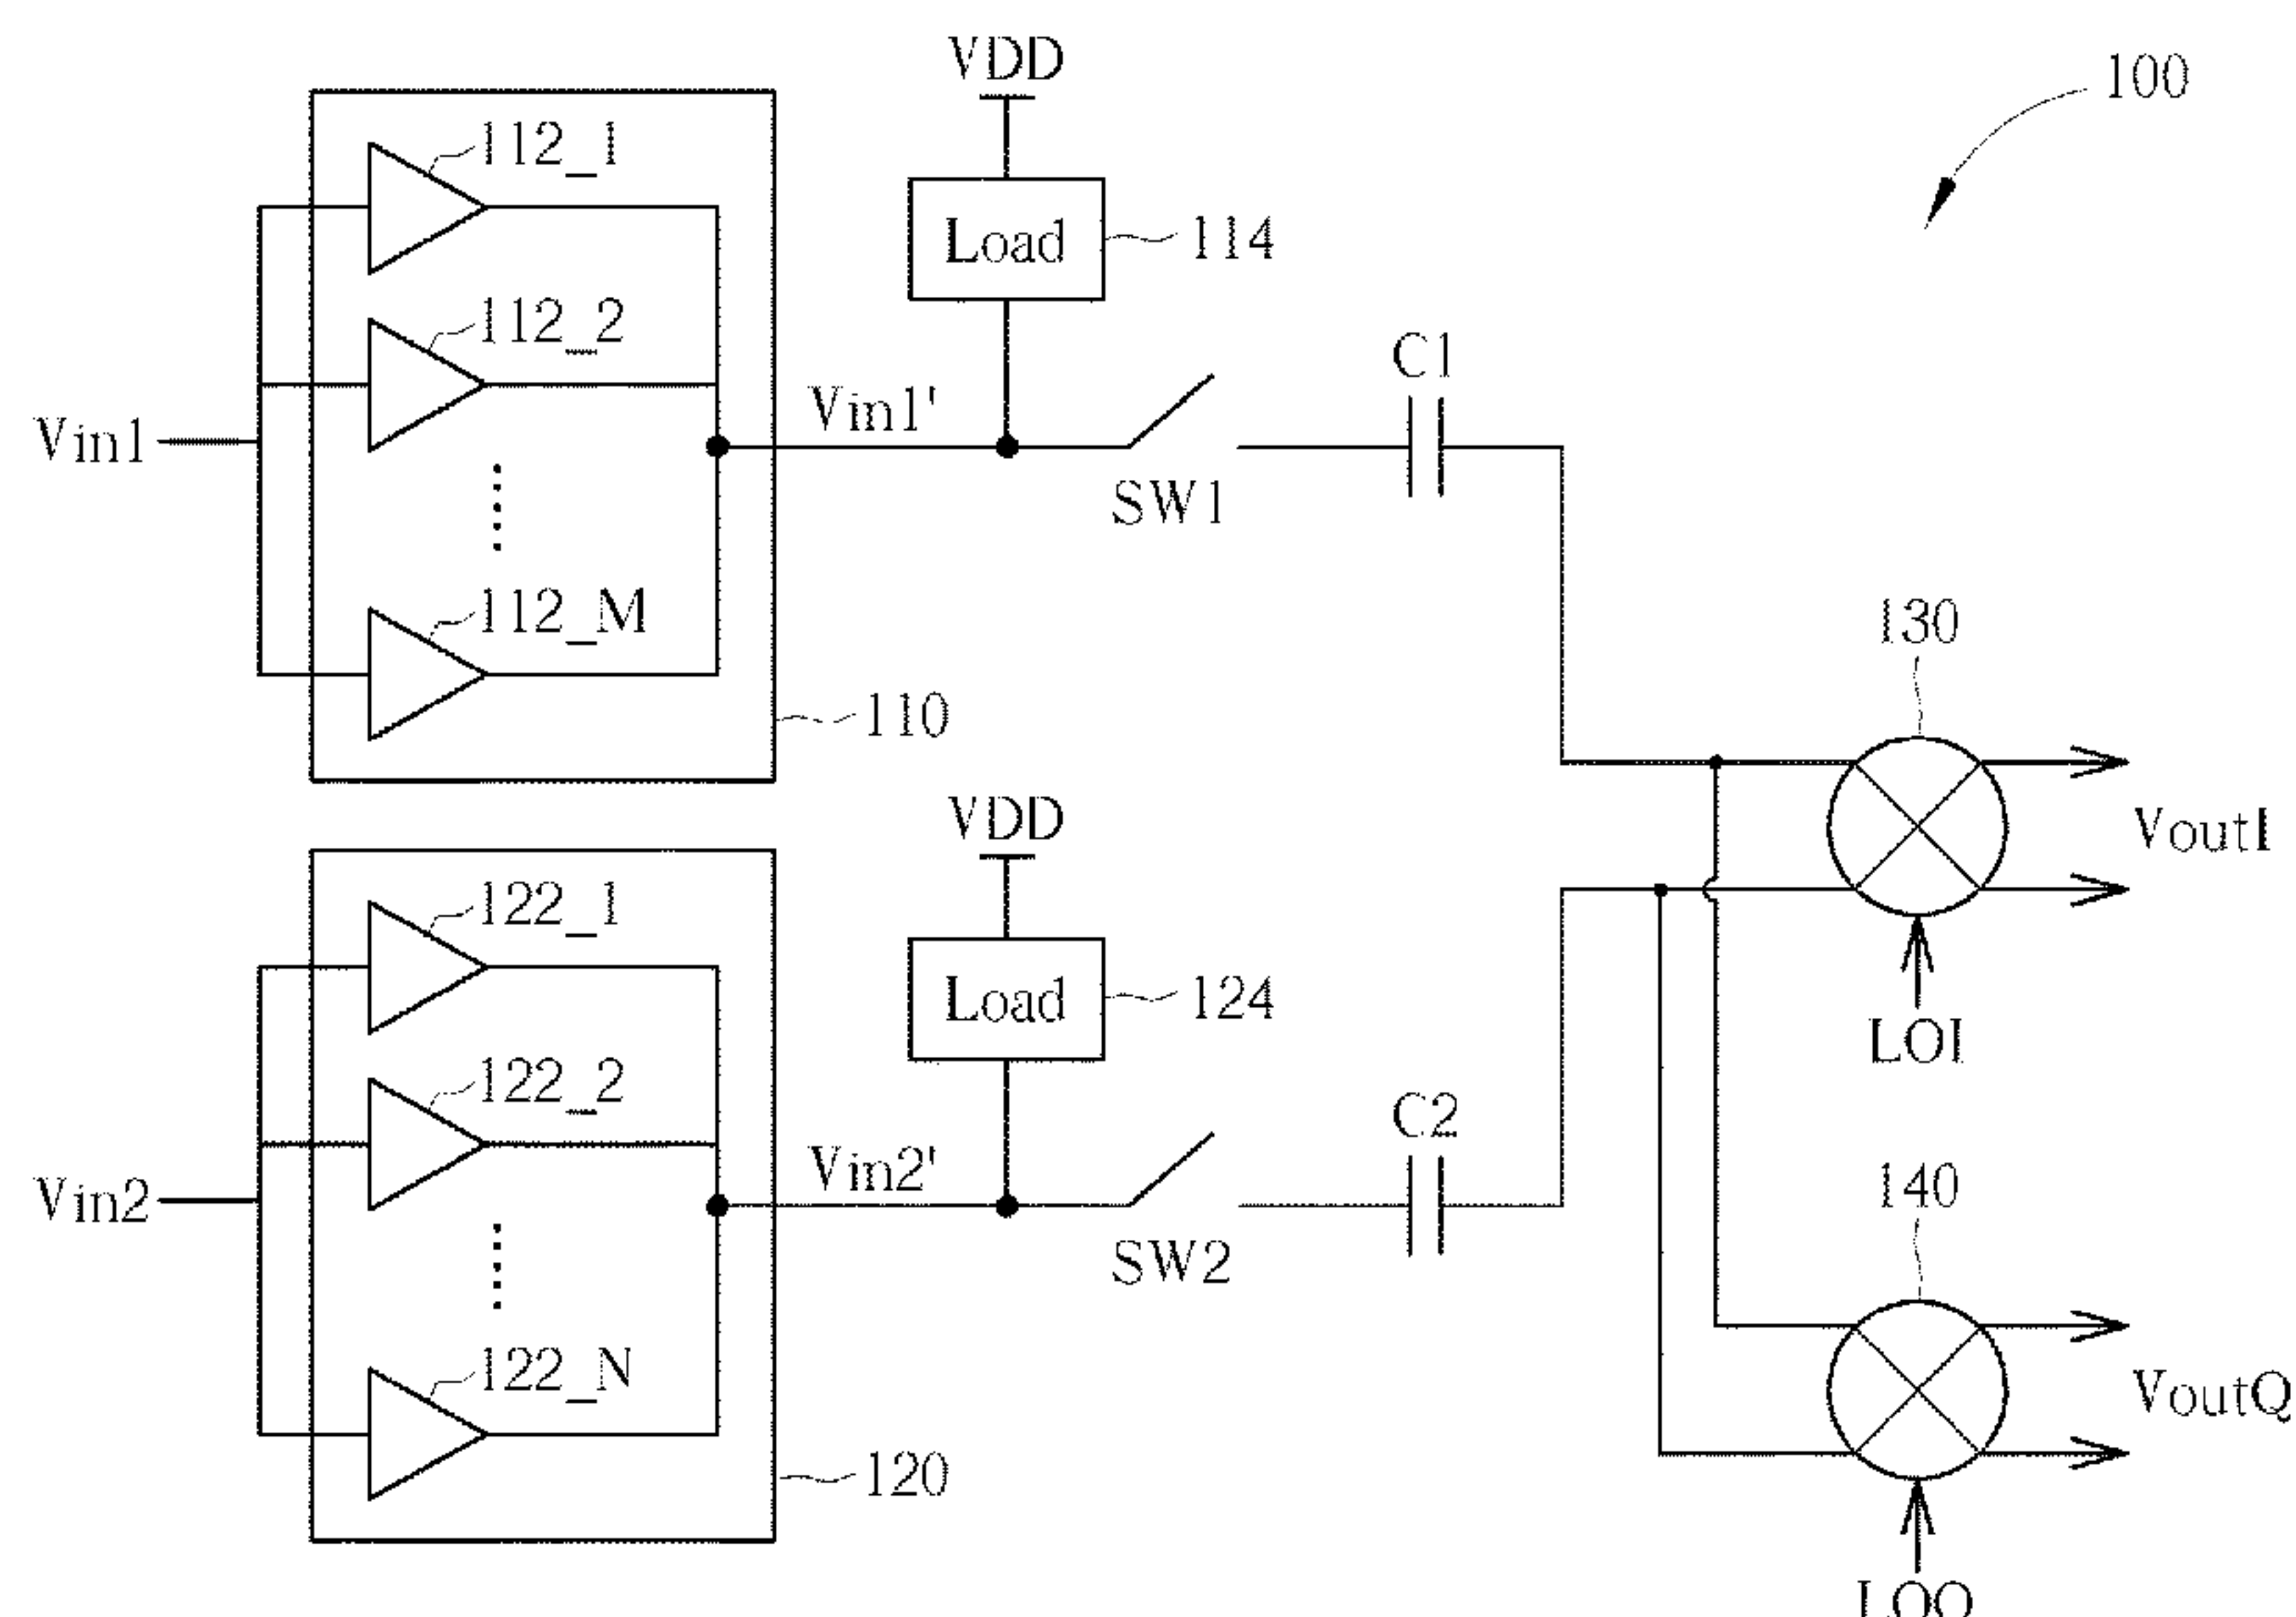 VDD
100
112_1
Load
114
112_2
C1
Vin1'
Vin1
SW1
112_M
130
110
VDD
VoutI
122_1
Load
124
LOI
122_2
C2
Vin2'
140
Vin2
SW2
122_N
VoutQ
120
LOQ